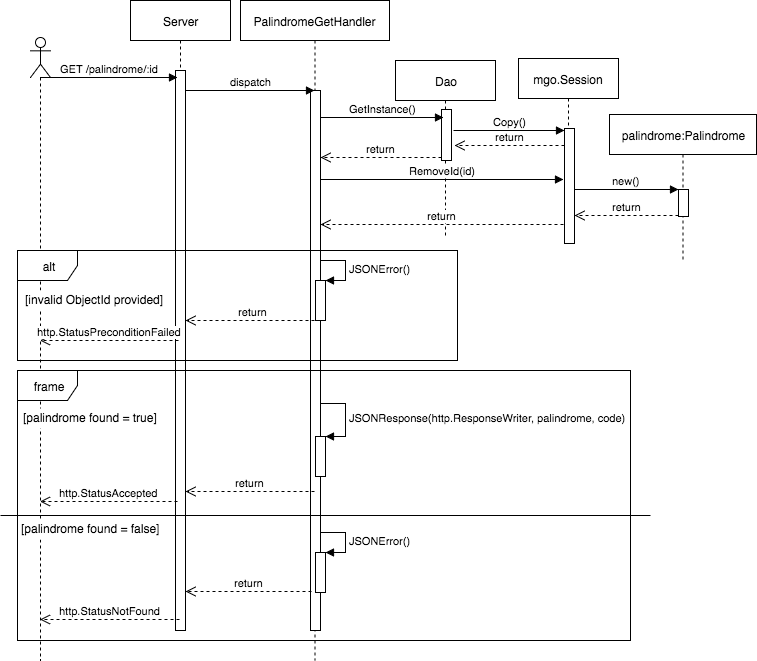 Server
PalindromeGetHandler
GET /palindrome/:id
dispatch
Dao
mgo.Session
GetInstance()
Copy()
palindrome:Palindrome
return
return
RemoveId(id)
new()
return
return
alt
JSONError()
[invalid ObjectId provided]
return
http.StatusPreconditionFailed
frame
[palindrome found = true]
JSONResponse(http.ResponseWriter, palindrome, code)
return
http.StatusAccepted
[palindrome found = false]
JSONError()
return
http.StatusNotFound